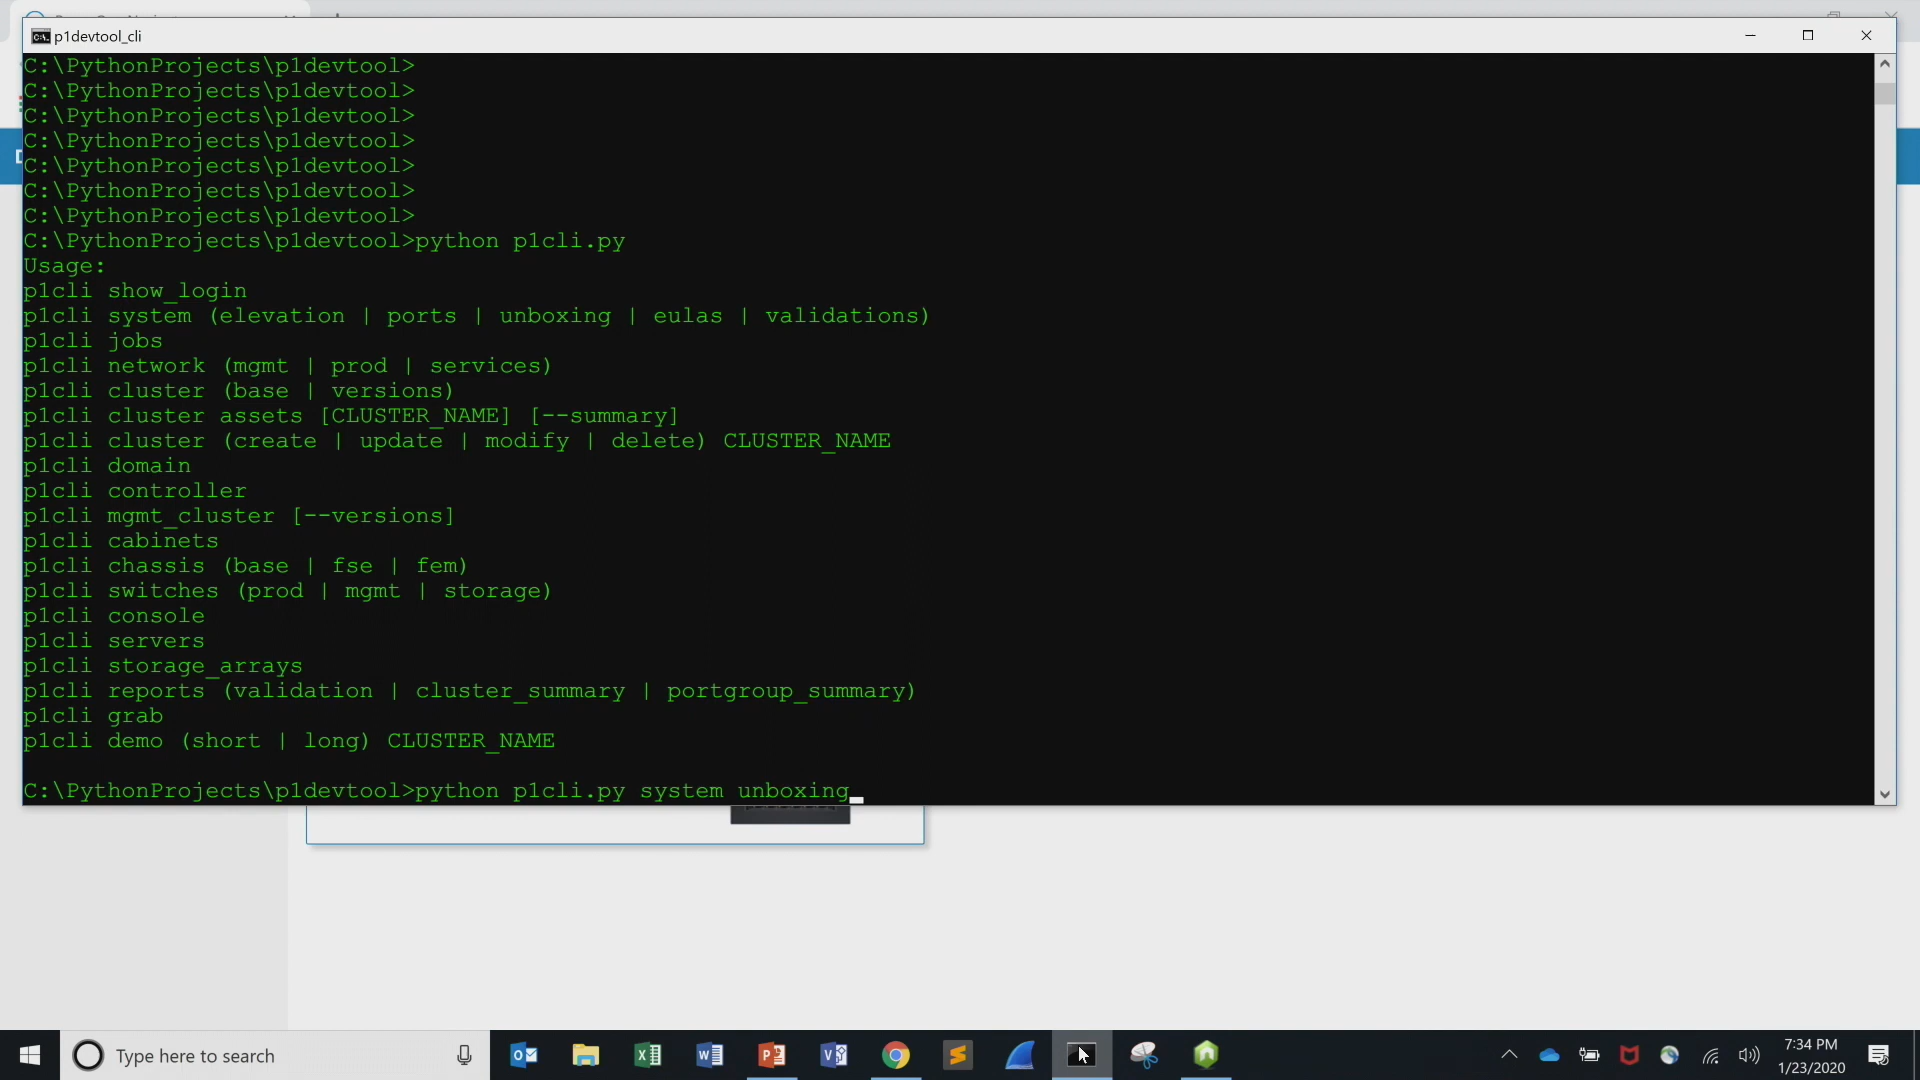 p1devtool_cli
C:\PythonProjects\p1devtool>
C:\PythonProjects\p1devtool>
C:\PythonProjects\p1devtool>
C:\PythonProjects\p1devtool>
C:\PythonProjects\p1devtool>
C:\PythonProjects\p1devtool>
C:\PythonProjects\p1devtool>
C:\PythonProjects\p1devtool>python p1cli.py
Usage:
p1cli show_login
p1cli system (elevation | ports | unboxing | eulas | validations)
p1cli jobs
p1cli network (mgmt | prod | services)
p1cli cluster (base | versions)
p1cli cluster assets [CLUSTER_NAME] [--summary]
p1cli cluster (create | update | modify | delete) CLUSTER_NAME
p1cli domain
p1cli controller
p1cli mgmt_cluster [--versions]
p1cli cabinets
p1cli chassis (base | fse | fem)
p1cli switches (prod | mgmt | storage)
p1cli console
p1cli servers
p1cli storage_arrays
p1cli reports (validation | cluster_summary | portgroup_summary)
p1cli grab
p1cli demo (short | long) CLUSTER_NAME
C:\PythonProjects\p1devtool>python p1cli.py system unboxing_
Type here to search
7:34 PM
1/23/2020